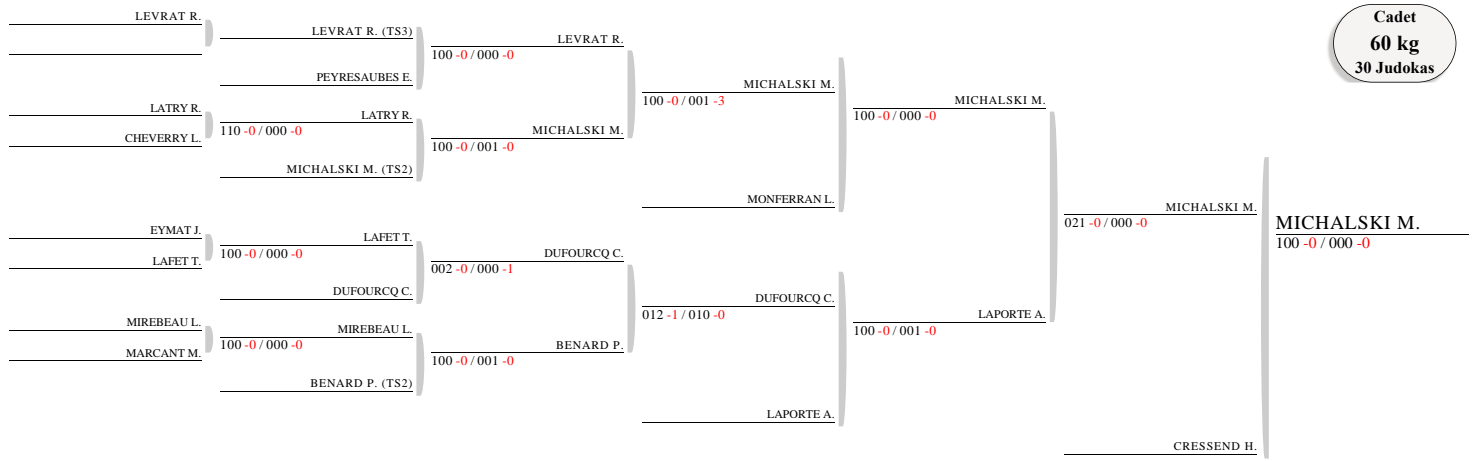 Cadet
60 kg
30 Judokas
LEVRAT R.
LATRY R.
CHEVERRY L.
EYMAT J.
LAFET T.
MIREBEAU L.
MARCANT M.
LEVRAT R. (TS3)
PEYRESAUBES E.
LATRY R.
110 -0 / 000 -0
MICHALSKI M. (TS2)
LAFET T.
100 -0 / 000 -0
DUFOURCQ C.
MIREBEAU L.
100 -0 / 000 -0
BENARD P. (TS2)
LEVRAT R.
100 -0 / 000 -0
MICHALSKI M.
100 -0 / 001 -0
DUFOURCQ C.
002 -0 / 000 -1
BENARD P.
100 -0 / 001 -0
MICHALSKI M.
100 -0 / 001 -3
MONFERRAN L.
DUFOURCQ C.
012 -1 / 010 -0
LAPORTE A.
MICHALSKI M.
100 -0 / 000 -0
LAPORTE A.
100 -0 / 001 -0
MICHALSKI M.
021 -0 / 000 -0
CRESSEND H.
MICHALSKI M.
100 -0 / 000 -0